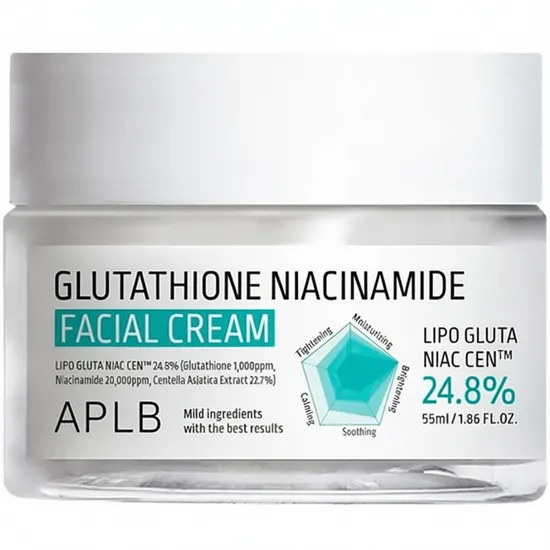 GLUTATHIONE NIACINAMIDE
FACIAL CREAM
LIPO GLUTA NIAC CEN™ 24.8% (Glutathione 1,000ppm,
Niacinamide 20,000ppm, Centella Asiatica Extract 22.7%)
APLB
Mild ingredients
with the best results
Tightening
Moisturising
Brightening
Soothing
Calming
LIPO GLUTA
NIAC CEN™
24.8%
55ml/1.86 FL.OZ.